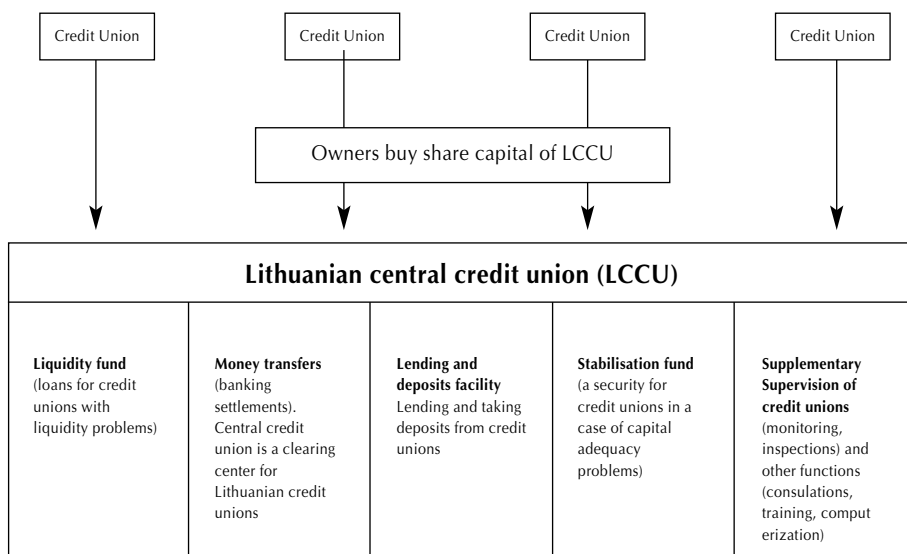 Credit Union
Credit Union
Credit Union
Credit Union
Owners buy share capital of LCCU
Lithuanian central credit union (LCCU)
Liquidity fund
(loans for credit
unions with
liquidity problems)
Money transfers
(banking
settlements).
Central credit
union is a clearing
center for
Lithuanian credit
unions
Lending and
deposits facility
Lending and taking
deposits from credit
unions
Stabilisation fund
(a security for
credit unions in a
case of capital
adequacy
problems)
Supplementary
Supervision of
credit unions
(monitoring,
inspections) and
other functions
(consulations,
training, comput
erization)